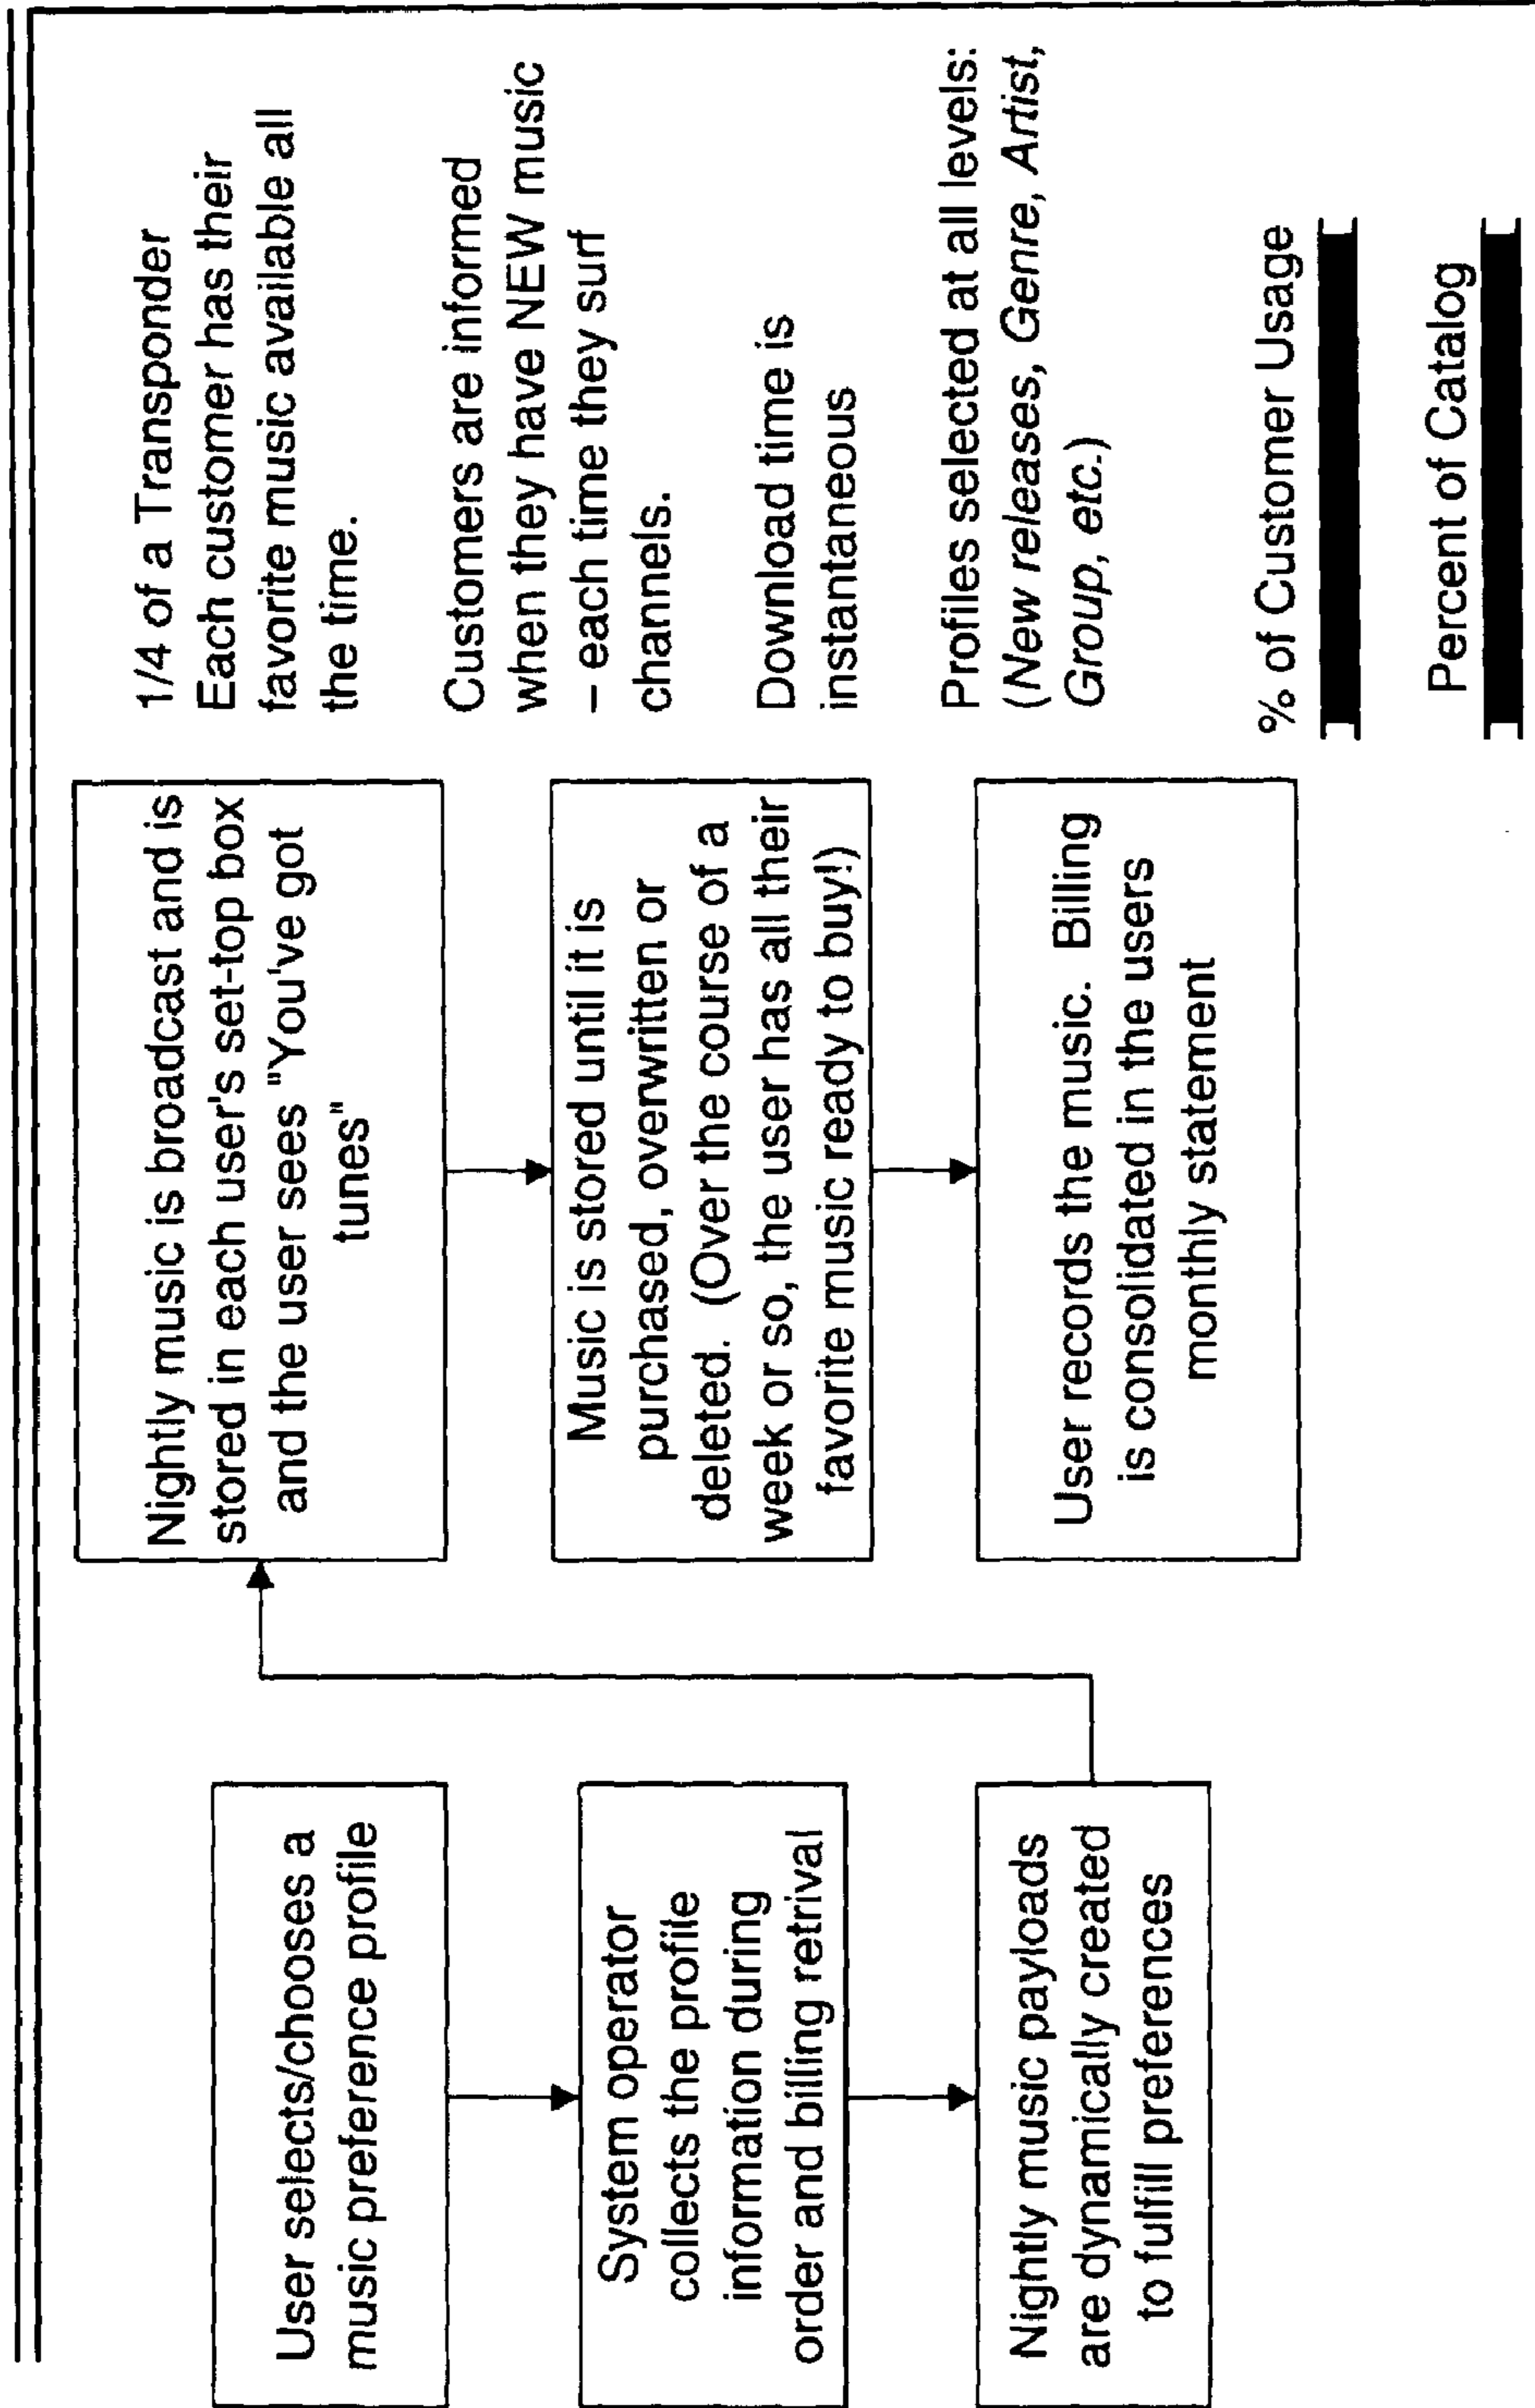 User selects/chooses a
music preference profile
System operator
collects the profile
information during
order and billing retrival
Nightly music payloads
are dynamically created
to fulfill preferences
Nightly music is broadcast and is
stored in each user's set-top box
and the user sees "You've got
tunes"
Music is stored until it is
purchased, overwritten or
deleted. (Over the course of a
week or so, the user has all their
favorite music ready to buy!)
User records the music. Billing
is consolidated in the users
monthly statement
1/4 of a Transponder
Each customer has their
favorite music available all
the time.
Customers are informed
when they have NEW music
– each time they surf
channels.
Download time is
instantaneous
Profiles selected at all levels:
(New releases, Genre, Artist,
Group, etc.)
% of Customer Usage
Percent of Catalog